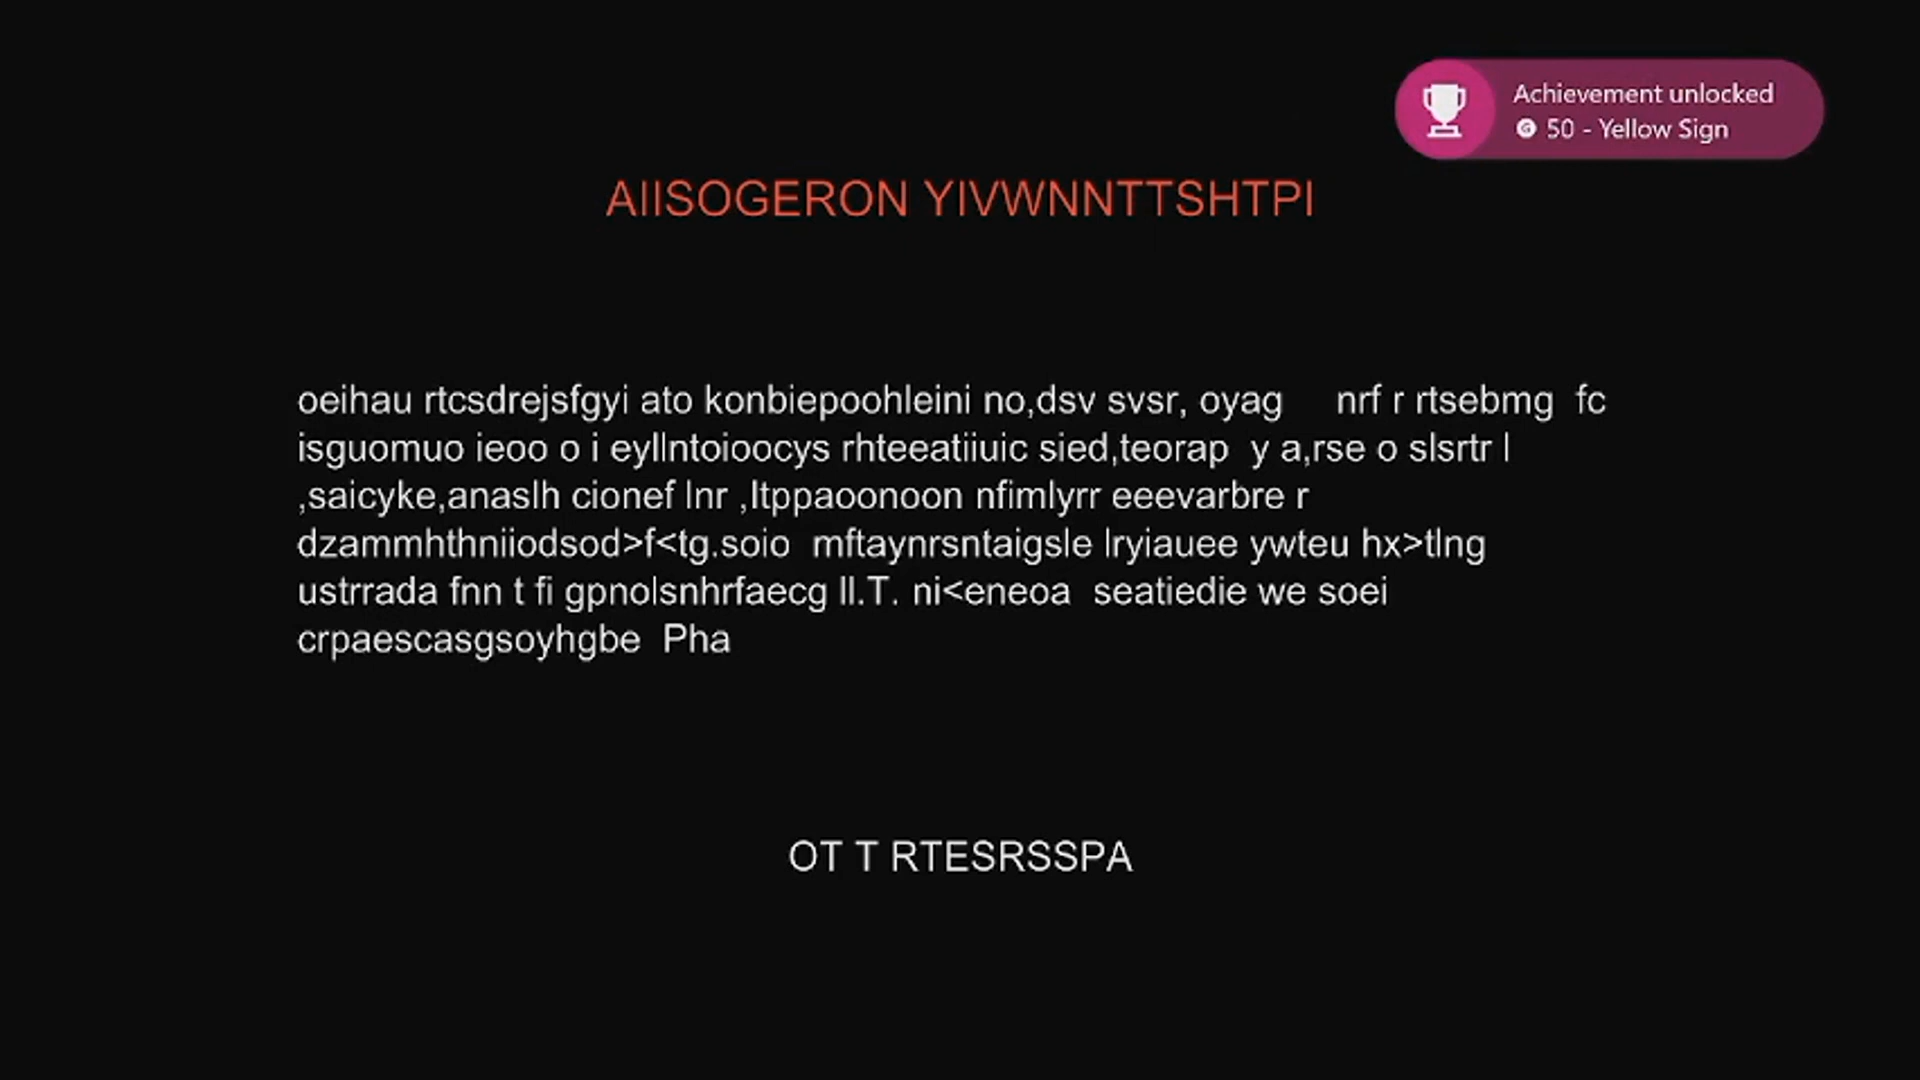 Achievement unlocked
G 50 - Yellow Sign
AIISOGERON YIVWNNTTSHTPI
oeihau rtcsdrejsfgyi ato konbiepoohleini no,dsv svsr, oyag     nrf r rtsebmg  fc
isguomuo ieoo o i eyllntoioocys rhteeatiiuic sied,teorap  y a,rse o slsrtr l
,saicyke,anaslh cionef lnr ,ltppaoonoon nfimlyrr eeevarbre r
dzammhthniiodsod>f<tg.soio  mftaynrsntaigsle lryiauee ywteu hx>tlng
ustrrada fnn t fi gpnolsnhrfaecg ll.T. ni<eneoa  seatiedie we soei
crpaescasgsoyhgbe  Pha
OT T RTESRSSPA